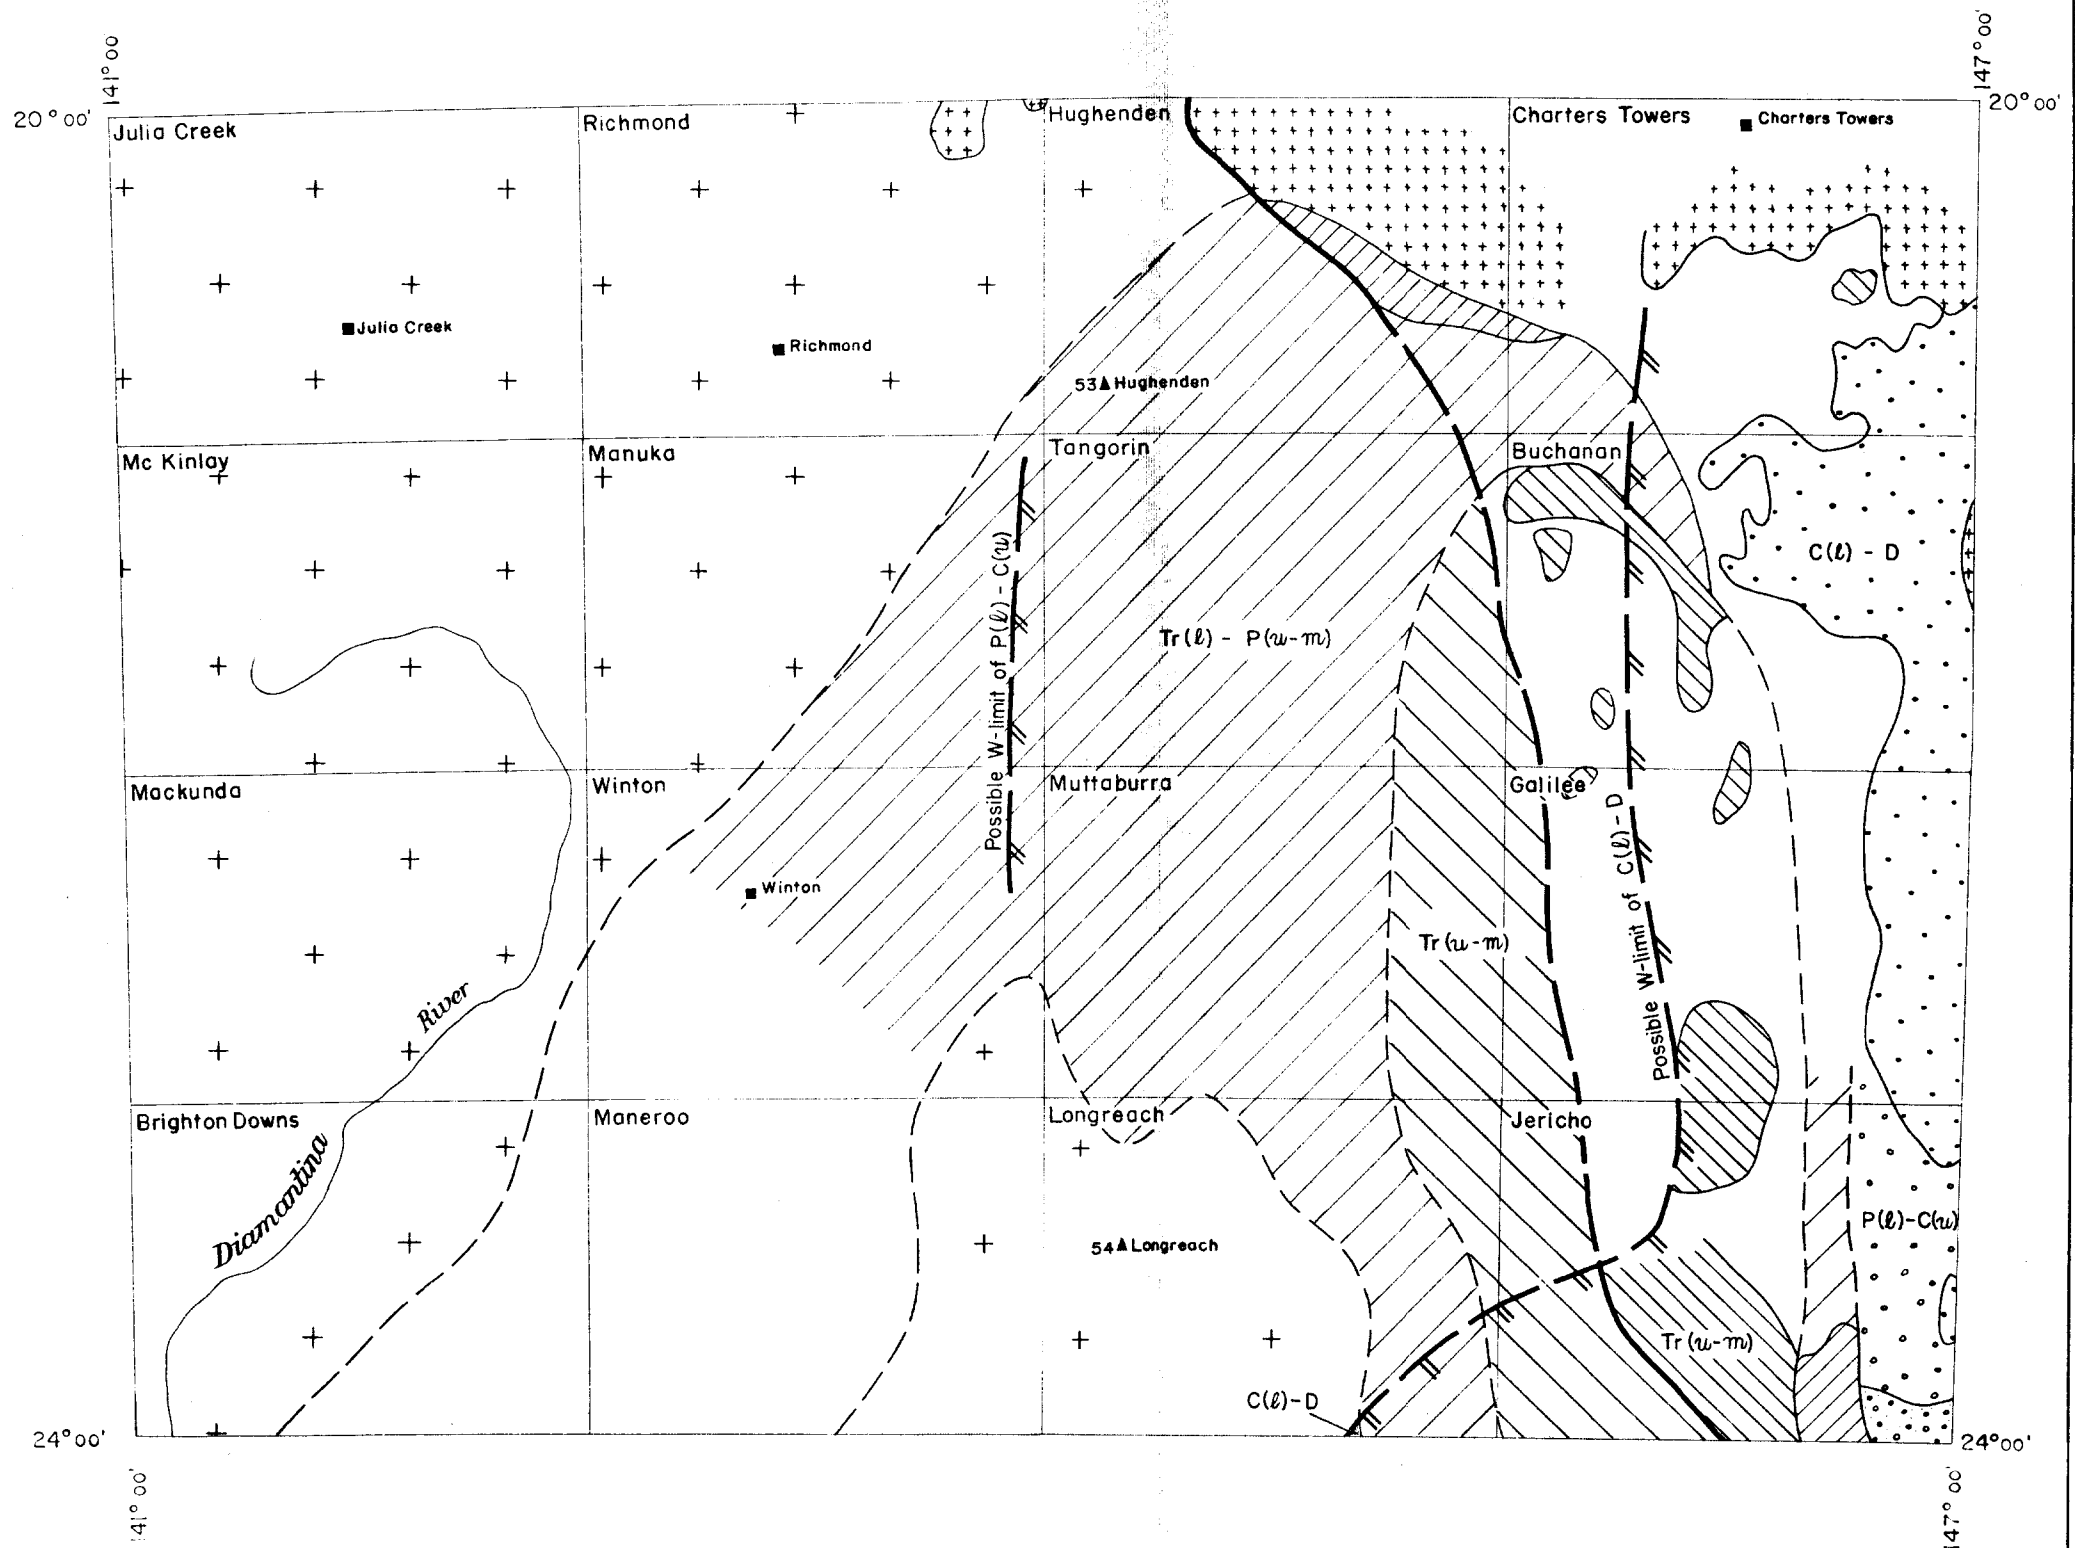 141°00
147°00'
20°00'
20°00'
Julia Creek
Richmond
Hughenden
Charters Towers
Charters Towers
Julia Creek
Richmond
53 Hughenden
Mc Kinlay
Manuka
Tangorin
Buchanan
C(ℓ) - D
Possible W-limit of P(ℓ) - C(u)
Tr(ℓ) - P(u-m)
Mackunda
Winton
Muttaburra
Galilee
Possible W-limit of C(ℓ) - D
Winton
Tr(u-m)
Diamantina River
Brighton Downs
Maneroo
Longreach
Jericho
P(ℓ)-C(u)
54 Longreach
Tr(u-m)
C(ℓ)-D
24°00'
24°00'
141°00'
147°00'